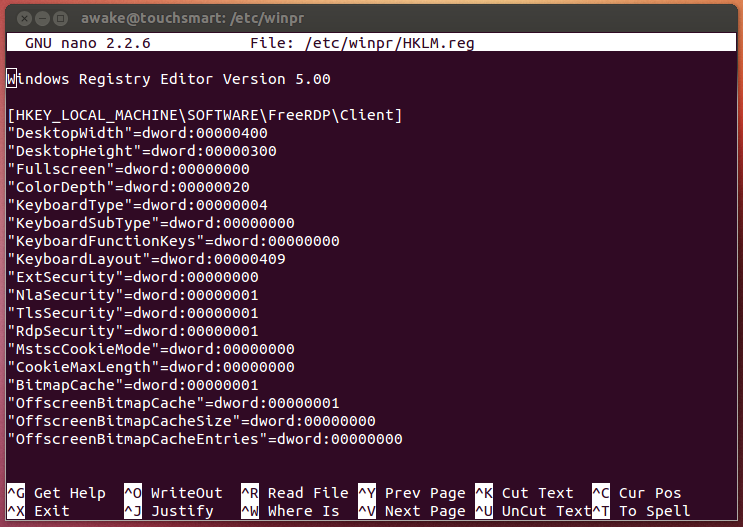 awake@touchsmart: /etc/winpr
GNU nano 2.2.6 File: /etc/winpr/HKLM.reg
Windows Registry Editor Version 5.00
[HKEY_LOCAL_MACHINE\SOFTWARE\FreeRDP\Client]
"DesktopWidth"=dword:00000400
"DesktopHeight"=dword:00000300
"Fullscreen"=dword:00000000
"ColorDepth"=dword:00000020
"KeyboardType"=dword:00000004
"KeyboardSubType"=dword:00000000
"KeyboardFunctionKeys"=dword:00000000
"KeyboardLayout"=dword:00000409
"ExtSecurity"=dword:00000000
"NlaSecurity"=dword:00000001
"TlsSecurity"=dword:00000001
"RdpSecurity"=dword:00000001
"MstscCookieMode"=dword:00000000
"CookieMaxLength"=dword:00000000
"BitmapCache"=dword:00000001
"OffscreenBitmapCache"=dword:00000001
"OffscreenBitmapCacheSize"=dword:00000000
"OffscreenBitmapCacheEntries"=dword:00000000
^G Get Help ^O WriteOut ^R Read File ^Y Prev Page ^K Cut Text ^C Cur Pos
^X Exit ^J Justify ^W Where Is ^V Next Page ^U UnCut Text ^T To Spell